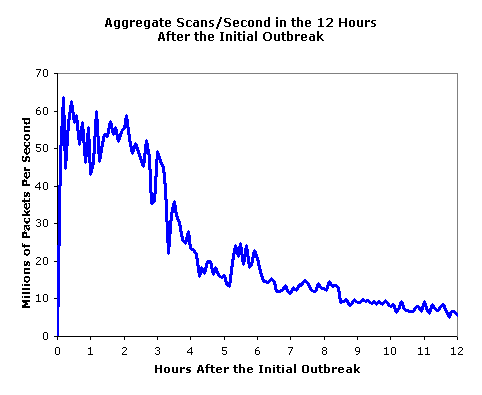 Aggregate Scans/Second in the 12 Hours
After the Initial Outbreak
Millions of Packets Per Second
70
60
50
40
30
20
10
0
0 1 2 3 4 5 6 7 8 9 10 11 12
Hours After the Initial Outbreak